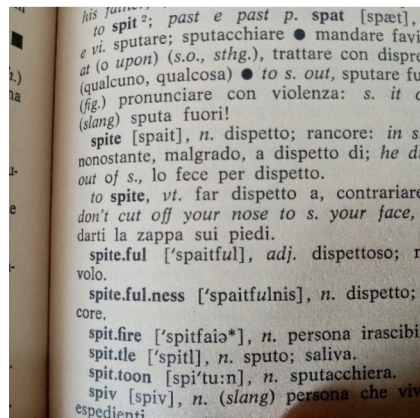 his
to spit²; past e past p. spat [spæt],
e vi. sputare; sputacchiare ● mandare favi
at (o upon) (s.o., sthg.), trattare con dispre
(qualcuno, qualcosa) ● to s. out, sputare fu
(fig.) pronunciare con violenza: s. it o
(slang) sputa fuori!
spite [spait], n. dispetto; rancore: in s
nonostante, malgrado, a dispetto di; he di
out of s., lo fece per dispetto.
to spite, vt. far dispetto a, contrariare
don't cut off your nose to s. your face,
darti la zappa sui piedi.
spite.ful ['spaitful], adj. dispettoso; m
volo.
spite.ful.ness ['spaitfulnis], n. dispetto;
core.
spit.fire ['spitfaiə*], n. persona irascibi
spit.tle ['spitl], n. sputo; saliva.
spit.toon [spi'tu:n], n. sputacchiera.
spiv [spiv], n. (slang) persona che viv
espedienti